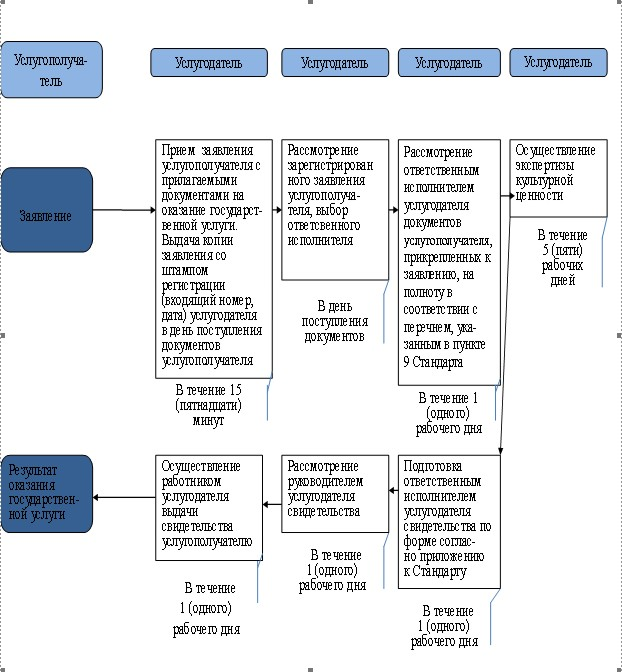 Услугополуча-
тель
Услугодатель
Услугодатель
Услугодатель
Услугодатель
Заявление
Прием заявления
услугополучателя с
прилагаемыми
документами на
оказание государст-
венной услуги.
Выдача копии
заявления со
штампом
регистрации
(входящий номер,
дата) услугодателя
в день поступления
документов
услугополучателя
В течение 15
(пятнадцати)
минут
Рассмотрение
зарегистрирован
ного заявления
услугополуча-
теля, выбор
ответсвенного
исполнителя
В день
поступления
документов
Рассмотрение
ответственным
исполнителем
услугодателя
документов
услугополучателя,
прикрепленных к
заявлению, на
полноту в
соответствии с
перечнем, ука-
занным в пункте
9 Стандарта
В течение 1
(одного)
рабочего дня
Осуществление
экспертизы
культурной
ценности
В течение
5 (пяти)
рабочих
дней
Результат
оказания
государствен-
ной услуги
Осуществление
работником
услугодателя
выдачи
свидетельства
услугополучателю
В течение
1 (одного)
рабочего дня
Рассмотрение
руководителем
услугодателя
свидетельства
В течение
1 (одного)
рабочего дня
Подготовка
ответственным
исполнителем
услугодателя
свидетельства по
форме соглас-
но приложению
к Стандарту
В течение
1 (одного)
рабочего дня